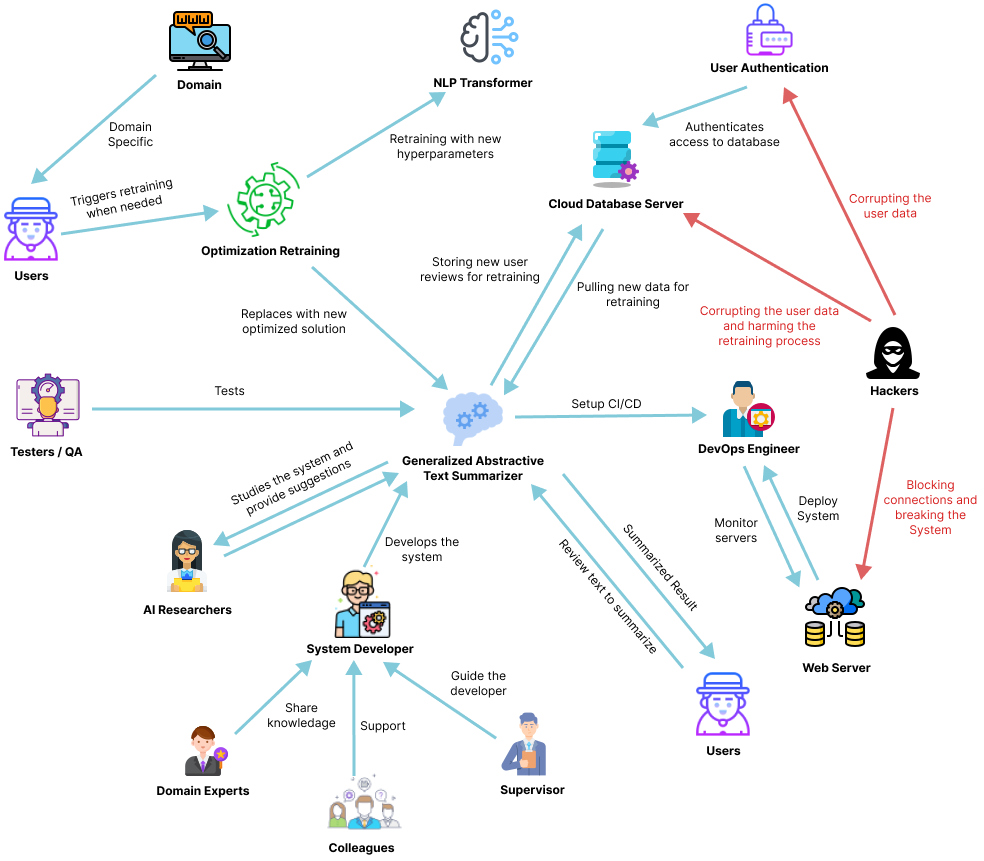 WWW
Domain
NLP Transformer
User Authentication
Domain
Specific
Retraining with new
hyperparameters
Authenticates
access to database
Triggers retraining
when needed
Users
Optimization Retraining
Cloud Database Server
Corrupting the
user data
Storing new user
reviews for retraining
Pulling new data for
retraining
Replaces with new
optimized solution
Corrupting the user data
and harming the
retraining process
Hackers
Tests
Testers / QA
Setup CI/CD
DevOps Engineer
Generalized Abstractive
Text Summarizer
Studies the system and
provide suggestions
Blocking
connections and
breaking the
System
Deploy
System
Monitor
servers
Develops the
system
Summarized Result
Review text to summarize
AI Researchers
System Developer
Web Server
Guide the
developer
Share
knowledage
Support
Users
Domain Experts
Supervisor
Colleagues